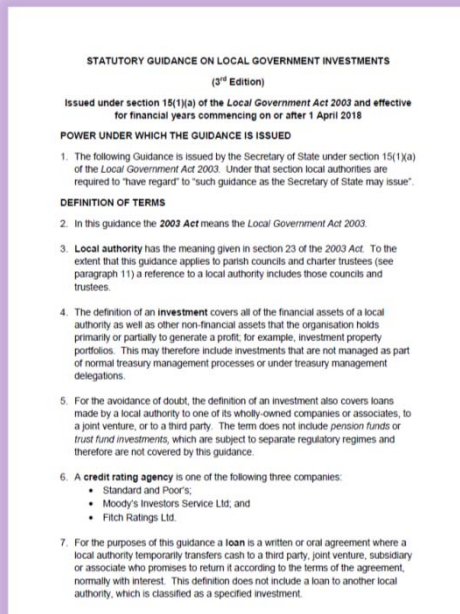 STATUTORY GUIDANCE ON LOCAL GOVERNMENT INVESTMENTS
(3rd Edition)
Issued under section 15(1)(a) of the Local Government Act 2003 and effective
for financial years commencing on or after 1 April 2018
POWER UNDER WHICH THE GUIDANCE IS ISSUED
1. The following Guidance is issued by the Secretary of State under section 15(1)(a)
of the Local Government Act 2003. Under that section local authorities are
required to "have regard" to "such guidance as the Secretary of State may issue".
DEFINITION OF TERMS
2. In this guidance the 2003 Act means the Local Government Act 2003.
3. Local authority has the meaning given in section 23 of the 2003 Act. To the
extent that this guidance applies to parish councils and charter trustees (see
paragraph 11) a reference to a local authority includes those councils and
trustees.
4. The definition of an investment covers all of the financial assets of a local
authority as well as other non-financial assets that the organisation holds
primarily or partially to generate a profit; for example, investment property
portfolios. This may therefore include investments that are not managed as part
of normal treasury management processes or under treasury management
delegations.
5. For the avoidance of doubt, the definition of an investment also covers loans
made by a local authority to one of its wholly-owned companies or associates, to
a joint venture, or to a third party. The term does not include pension funds or
trust fund investments, which are subject to separate regulatory regimes and
therefore are not covered by this guidance.
6. A credit rating agency is one of the following three companies:
• Standard and Poor's;
• Moody's Investors Service Ltd; and
• Fitch Ratings Ltd.
7. For the purposes of this guidance a loan is a written or oral agreement where a
local authority temporarily transfers cash to a third party, joint venture, subsidiary
or associate who promises to return it according to the terms of the agreement,
normally with interest. This definition does not include a loan to another local
authority, which is classified as a specified investment.